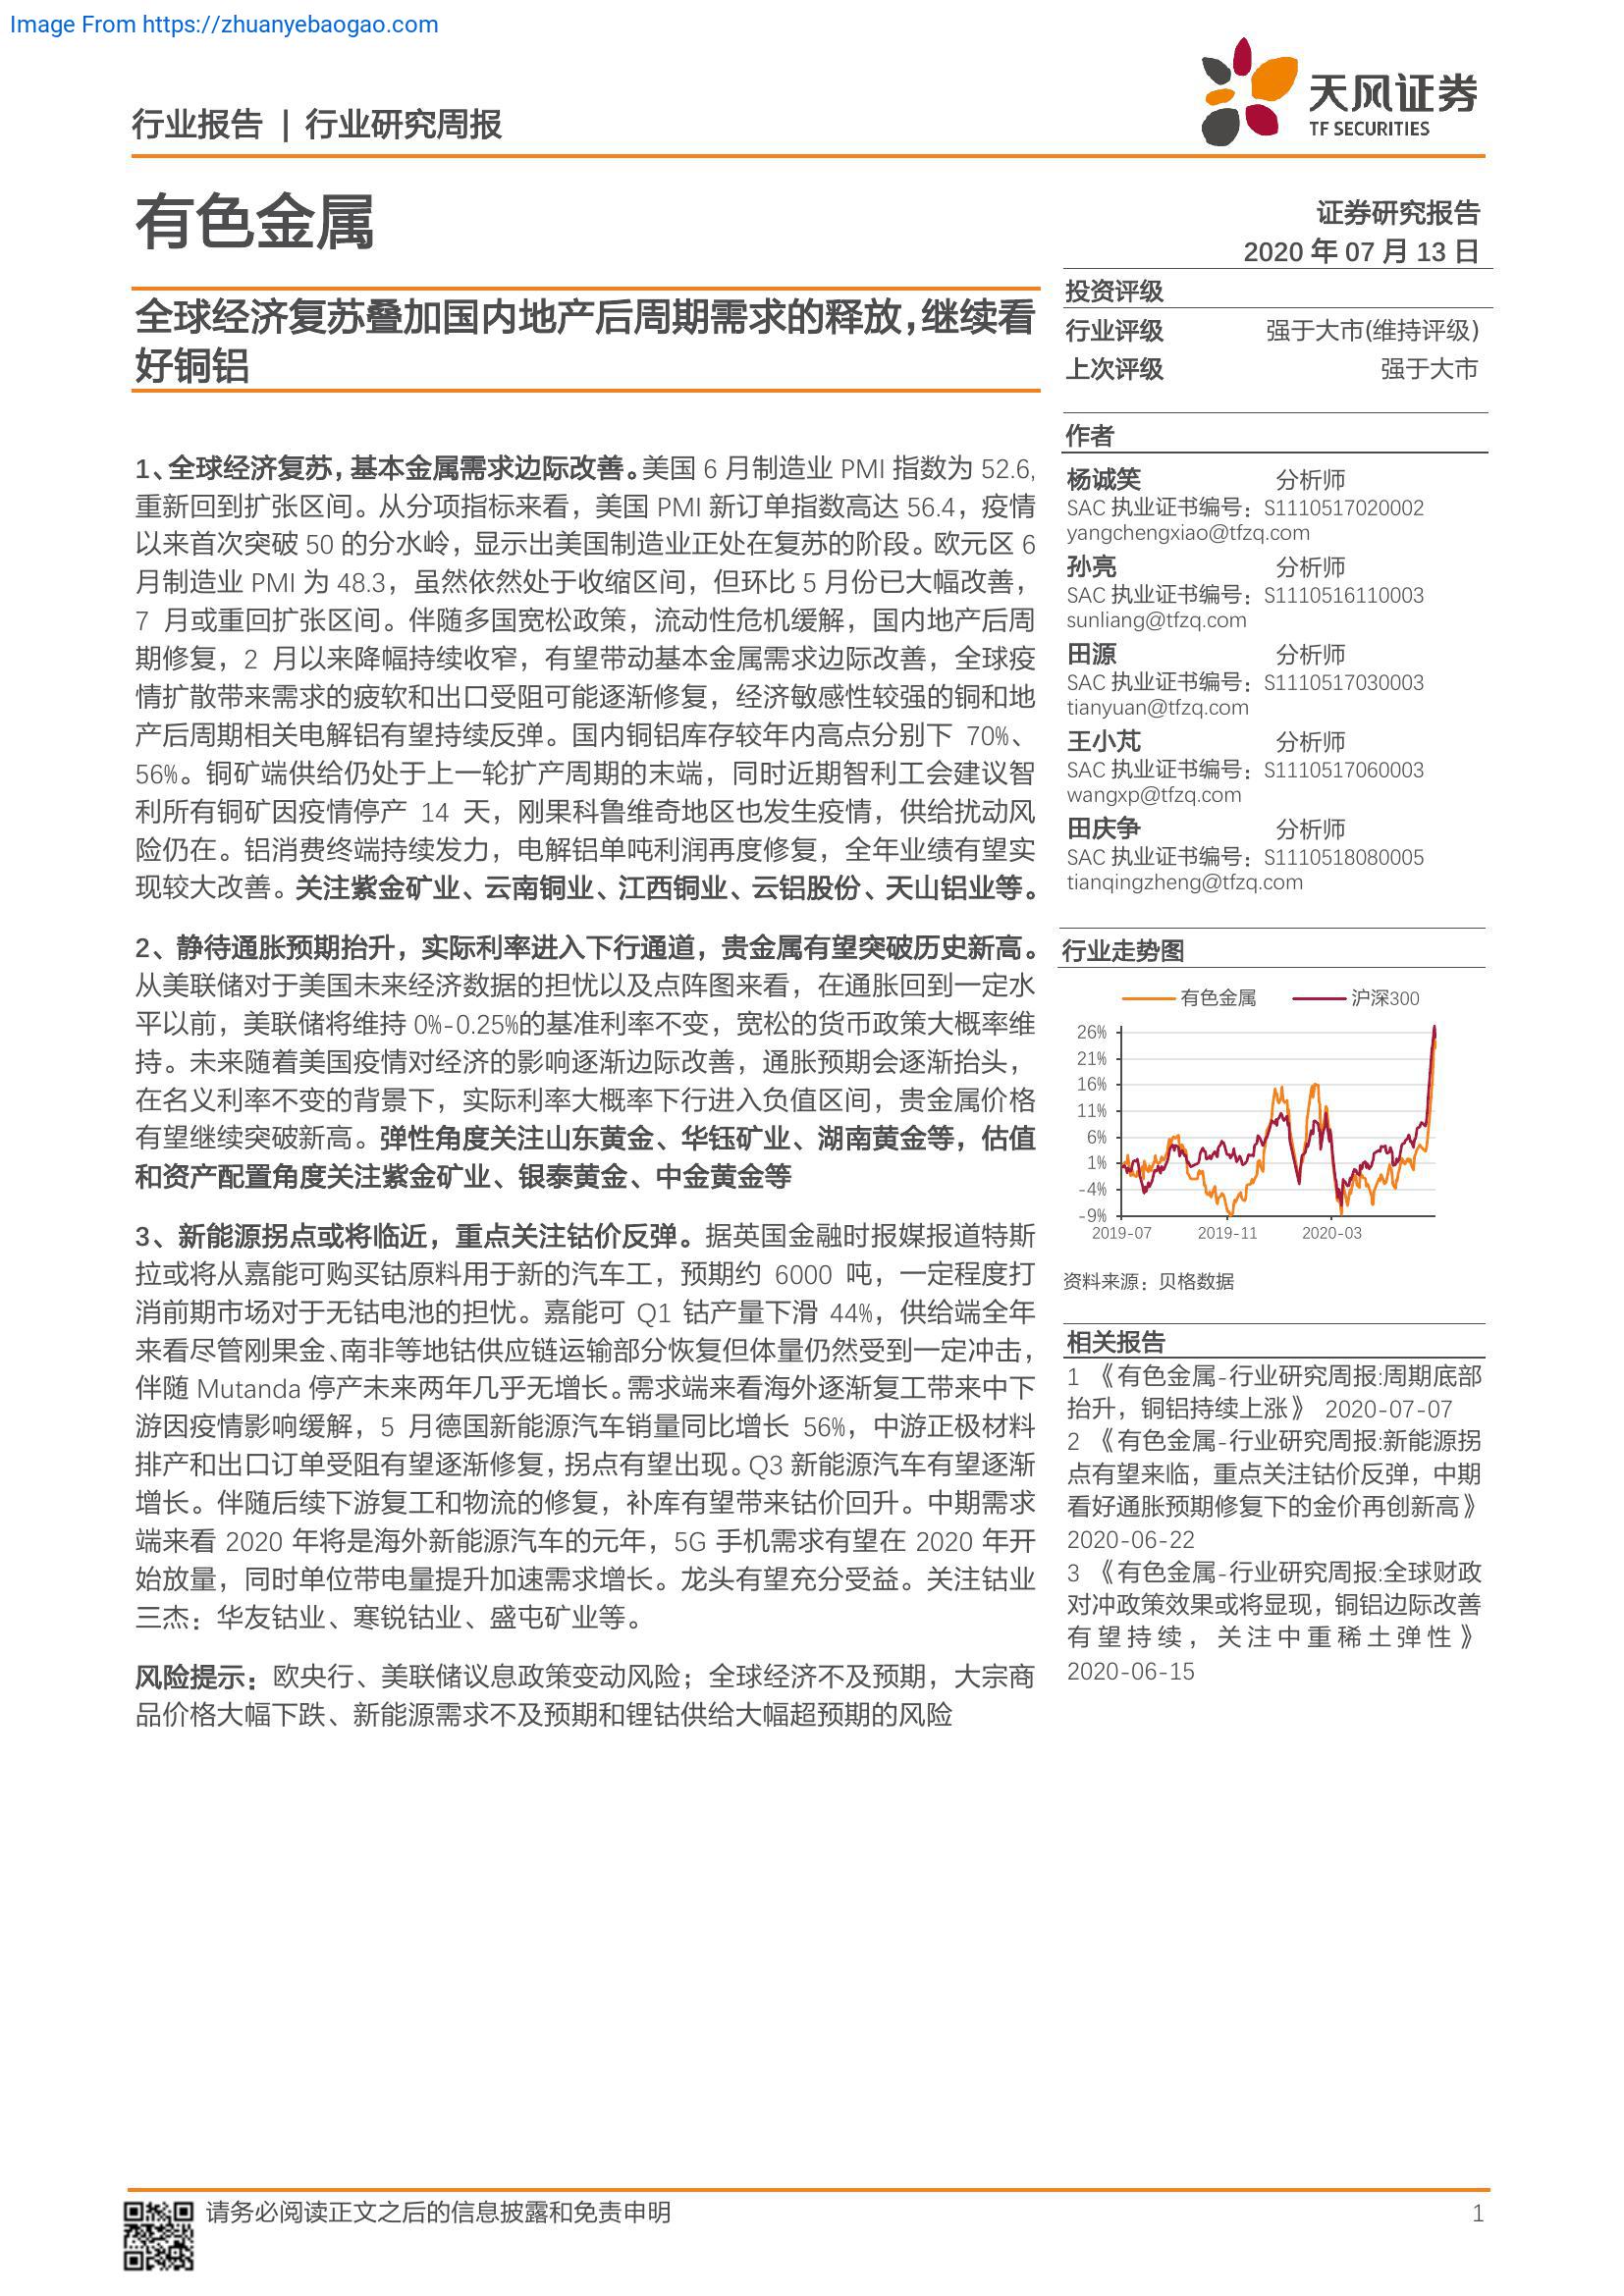 Image From https://zhuanyebaogao.com
行业报告 | 行业研究周报
天风证券
TF SECURITIES
有色金属
证券研究报告
2020 年 07 月 13 日
全球经济复苏叠加国内地产后周期需求的释放,继续看
好铜铝
投资评级
行业评级 强于大市(维持评级)
上次评级 强于大市
1、全球经济复苏,基本金属需求边际改善。美国 6 月制造业 PMI 指数为 52.6,
重新回到扩张区间。从分项指标来看，美国 PMI 新订单指数高达 56.4，疫情
以来首次突破 50 的分水岭，显示出美国制造业正处在复苏的阶段。欧元区 6
月制造业 PMI 为 48.3，虽然依然处于收缩区间，但环比 5 月份已大幅改善，
7 月或重回扩张区间。伴随多国宽松政策，流动性危机缓解，国内地产后周
期修复，2 月以来降幅持续收窄，有望带动基本金属需求边际改善，全球疫
情扩散带来需求的疲软和出口受阻可能逐渐修复，经济敏感性较强的铜和地
产后周期相关电解铝有望持续反弹。国内铜铝库存较年内高点分别下 70%、
56%。铜矿端供给仍处于上一轮扩产周期的末端，同时近期智利工会建议智
利所有铜矿因疫情停产 14 天，刚果科鲁维奇地区也发生疫情，供给扰动风
险仍在。铝消费终端持续发力，电解铝单吨利润再度修复，全年业绩有望实
现较大改善。关注紫金矿业、云南铜业、江西铜业、云铝股份、天山铝业等。
2、静待通胀预期抬升，实际利率进入下行通道，贵金属有望突破历史新高。
从美联储对于美国未来经济数据的担忧以及点阵图来看，在通胀回到一定水
平以前，美联储将维持 0%-0.25%的基准利率不变，宽松的货币政策大概率维
持。未来随着美国疫情对经济的影响逐渐边际改善，通胀预期会逐渐抬头，
在名义利率不变的背景下，实际利率大概率下行进入负值区间，贵金属价格
有望继续突破新高。弹性角度关注山东黄金、华钰矿业、湖南黄金等，估值
和资产配置角度关注紫金矿业、银泰黄金、中金黄金等
3、新能源拐点或将临近，重点关注钴价反弹。据英国金融时报媒报道特斯
拉或将从嘉能可购买钴原料用于新的汽车工，预期约 6000 吨，一定程度打
消前期市场对于无钴电池的担忧。嘉能可 Q1 钴产量下滑 44%，供给端全年
来看尽管刚果金、南非等地钴供应链运输部分恢复但体量仍然受到一定冲击，
伴随 Mutanda 停产未来两年几乎无增长。需求端来看海外逐渐复工带来中下
游因疫情影响缓解，5 月德国新能源汽车销量同比增长 56%，中游正极材料
排产和出口订单受阻有望逐渐修复，拐点有望出现。Q3 新能源汽车有望逐渐
增长。伴随后续下游复工和物流的修复，补库有望带来钴价回升。中期需求
端来看 2020 年将是海外新能源汽车的元年，5G 手机需求有望在 2020 年开
始放量，同时单位带电量提升加速需求增长。龙头有望充分受益。关注钴业
三杰：华友钴业、寒锐钴业、盛屯矿业等。
风险提示：欧央行、美联储议息政策变动风险；全球经济不及预期，大宗商
品价格大幅下跌、新能源需求不及预期和锂钴供给大幅超预期的风险
作者
杨诚笑 分析师
SAC 执业证书编号：S1110517020002
yangchengxiao@tfzq.com
孙亮 分析师
SAC 执业证书编号：S1110516110003
sunliang@tfzq.com
田源 分析师
SAC 执业证书编号：S1110517030003
tianyuan@tfzq.com
王小芃 分析师
SAC 执业证书编号：S1110517060003
wangxp@tfzq.com
田庆争 分析师
SAC 执业证书编号：S1110518080005
tianqingzheng@tfzq.com
行业走势图
有色金属 沪深300
26%
21%
16%
11%
6%
1%
-4%
-9%
2019-07 2019-11 2020-03
资料来源：贝格数据
相关报告
1 《有色金属-行业研究周报:周期底部
抬升，铜铝持续上涨》 2020-07-07
2 《有色金属-行业研究周报:新能源拐
点有望来临，重点关注钴价反弹，中期
看好通胀预期修复下的金价再创新高》
2020-06-22
3 《有色金属-行业研究周报:全球财政
对冲政策效果或将显现，铜铝边际改善
有望持续，关注中重稀土弹性》
2020-06-15
请务必阅读正文之后的信息披露和免责申明 1